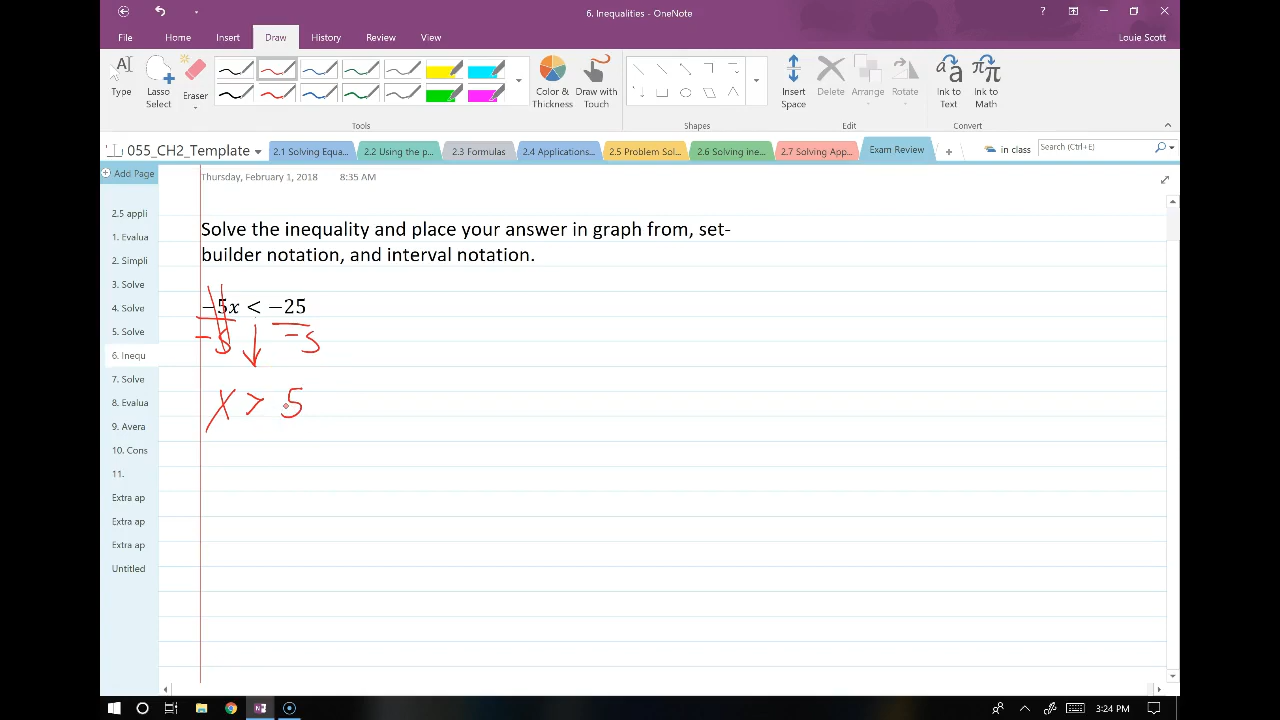 6. Inequalities - OneNote
?
File Home Insert Draw History Review View
Louie Scott
Type
Lasso Select
Eraser
Color & Thickness
Draw with Touch
Insert Space
Delete
Arrange
Rotate
Ink to Text
Ink to Math
Tools
Shapes
Edit
Convert
055_CH2_Template
2.1 Solving Equa...
2.2 Using the p...
2.3 Formulas
2.4 Applications...
2.5 Problem Sol...
2.6 Solving ine...
2.7 Solving App...
Exam Review
+
in class
Search (Ctrl+E)
Add Page
2.5 appli
1. Evalua
2. Simpli
3. Solve
4. Solve
5. Solve
6. Inequ
7. Solve
8. Evalua
9. Avera
10. Cons
11.
Extra ap
Extra ap
Extra ap
Untitled
Thursday, February 1, 2018 8:35 AM
Solve the inequality and place your answer in graph from, set-
builder notation, and interval notation.
−5x < −25
−5 −5
x > 5
3:24 PM